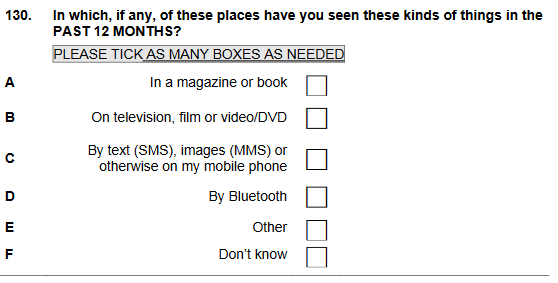 130. In which, if any, of these places have you seen these kinds of things in the
PAST 12 MONTHS?
PLEASE TICK AS MANY BOXES AS NEEDED
A In a magazine or book
B On television, film or video/DVD
C By text (SMS), images (MMS) or
otherwise on my mobile phone
D By Bluetooth
E Other
F Don't know